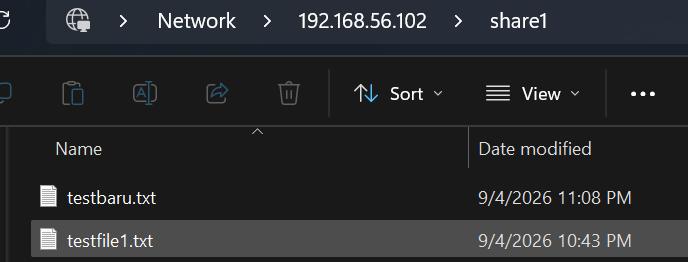 Network 192.168.56.102 share1
Sort View
Name Date modified
testbaru.txt 9/4/2026 11:08 PM
testfile1.txt 9/4/2026 10:43 PM